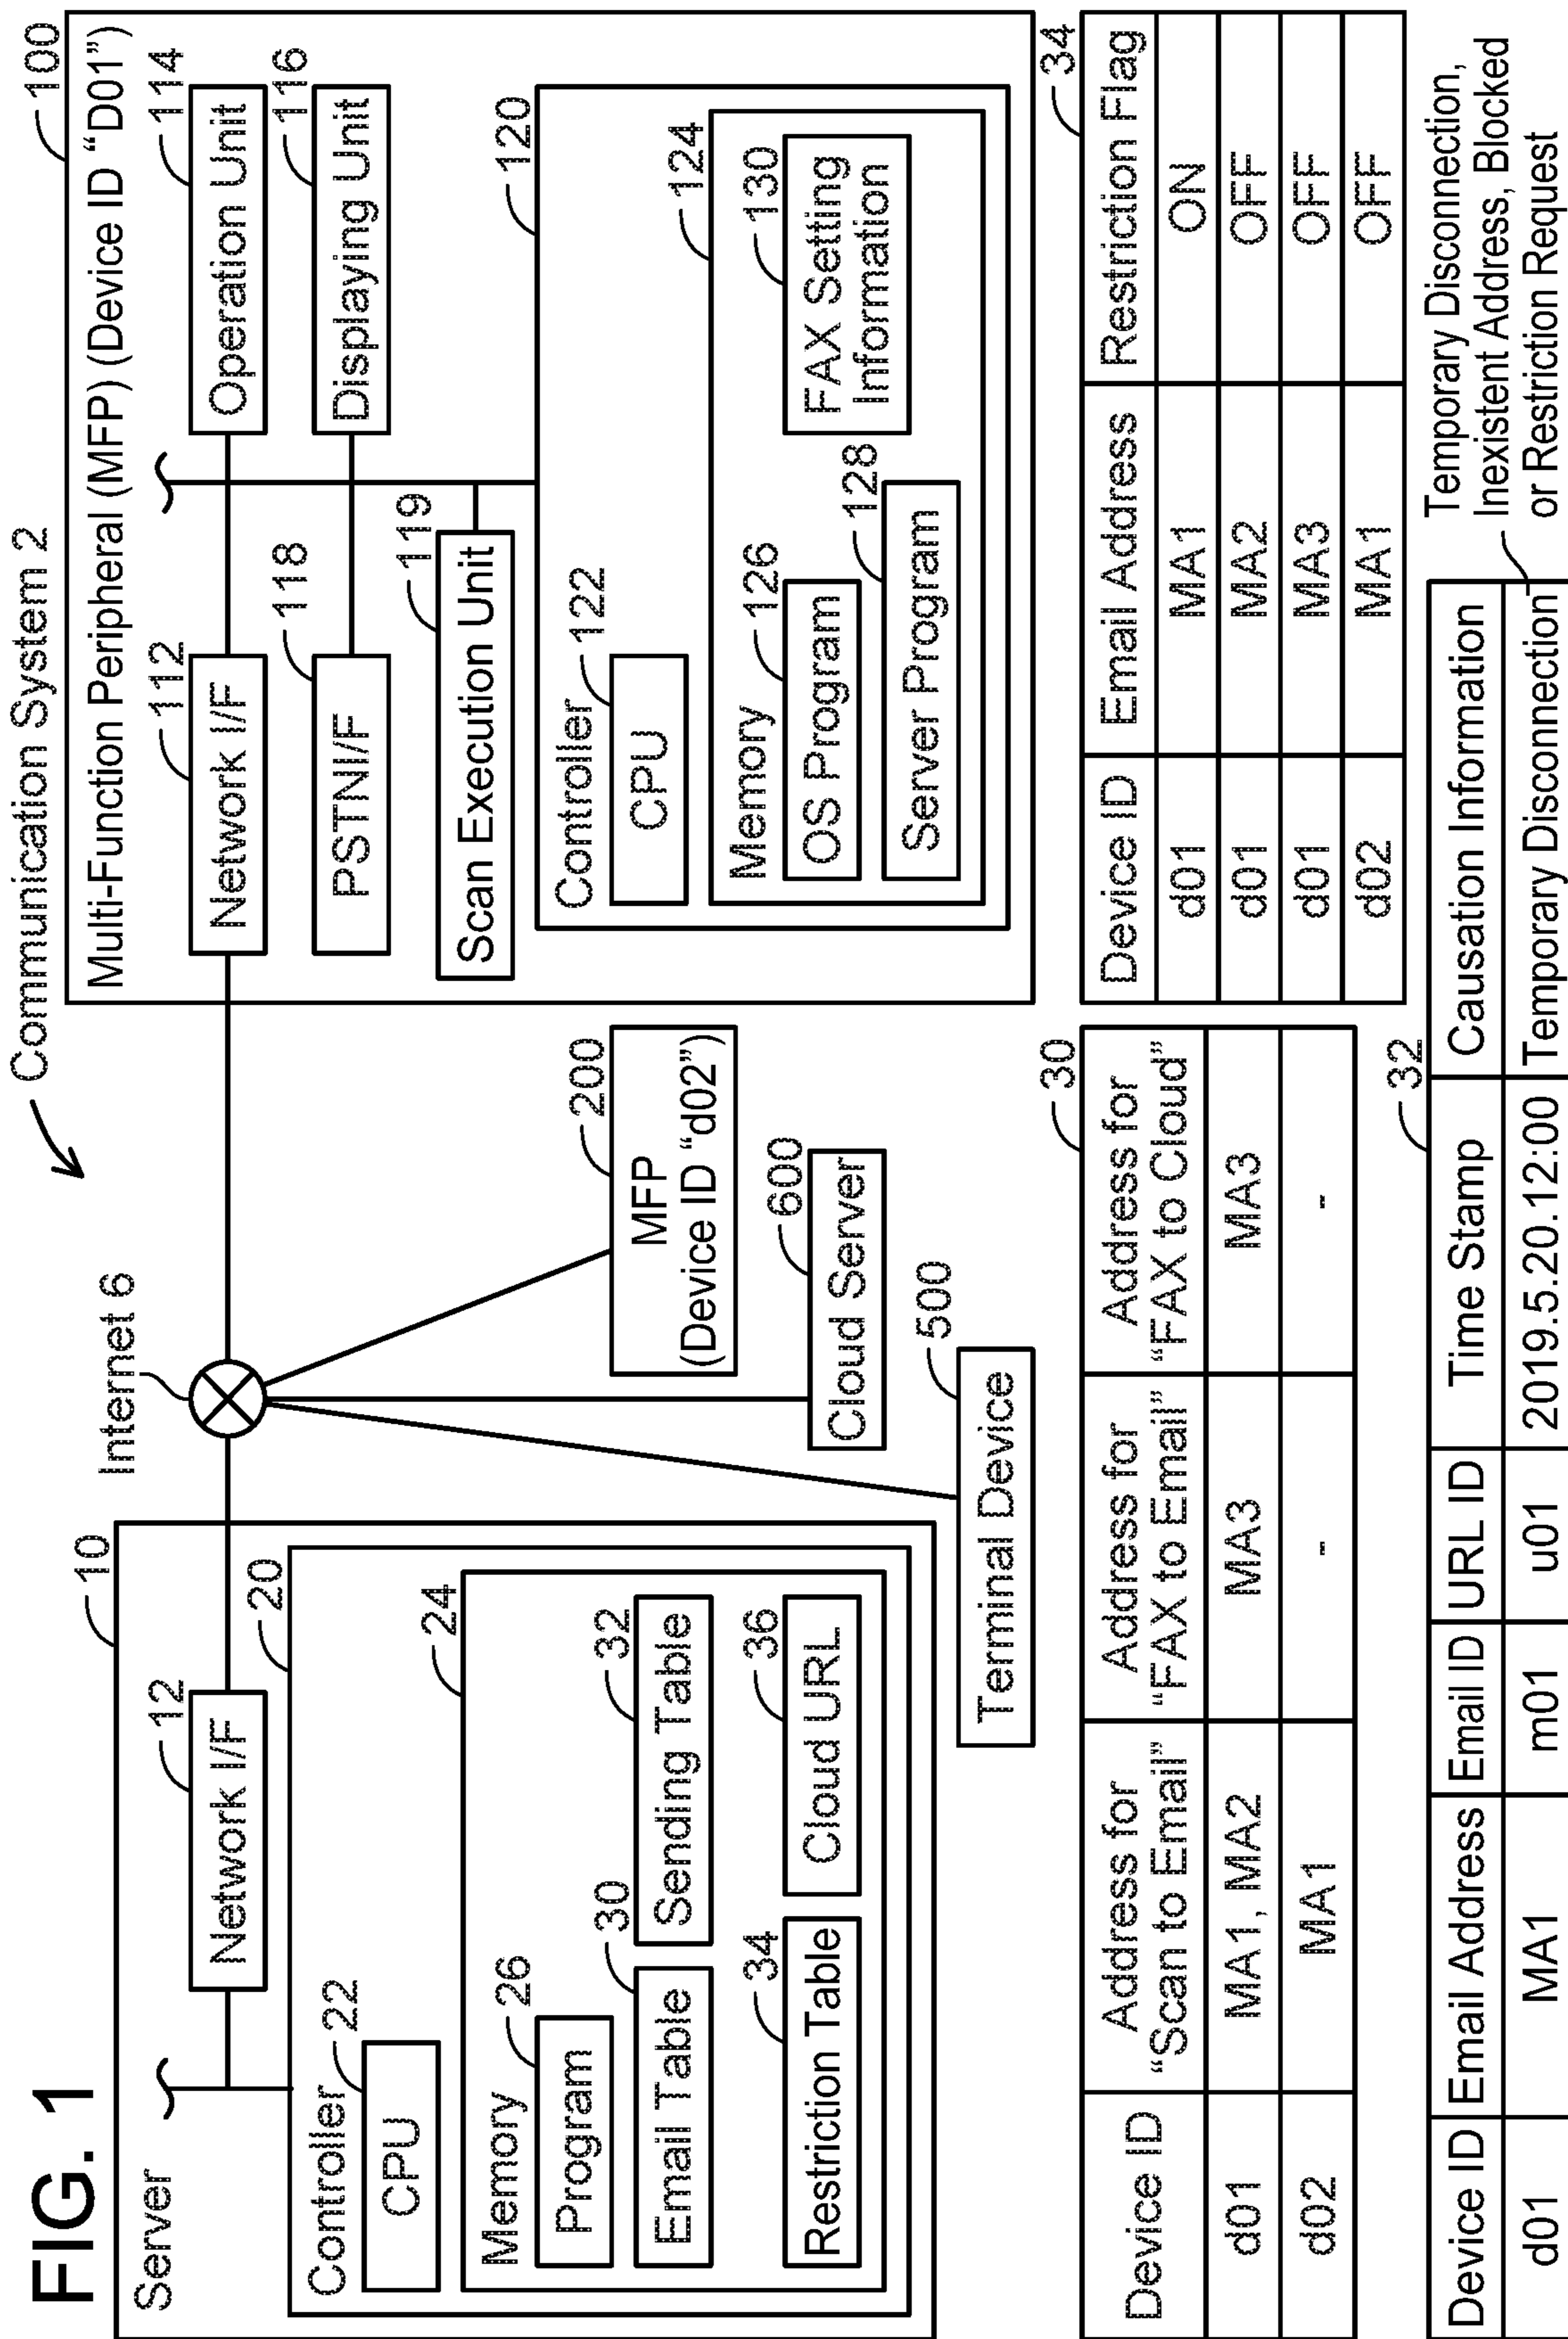 FIG. 1
Communication System 2
Server
10
Network I/F
12
20
Controller
22
CPU
24
Memory
26
Program
30
Email Table
32
Sending Table
34
Restriction Table
36
Cloud URL
Internet 6
MFP
(Device ID “d02”)
200
600
Cloud Server
500
Terminal Device
100
Multi-Function Peripheral (MFP) (Device ID “D01”)
112
Network I/F
114
Operation Unit
118
PSTNI/F
116
Displaying Unit
119
Scan Execution Unit
120
Controller
122
CPU
124
Memory
126
OS Program
128
Server Program
130
FAX Setting
Information
30
Device ID Address for “Scan to Email” Address for “FAX to Email” Address for “FAX to Cloud”
d01 MA1, MA2 MA3 MA3
d02 MA1 - -
34
Device ID Email Address Restriction Flag
d01 MA1 ON
d01 MA2 OFF
d01 MA3 OFF
d02 MA1 OFF
32
Device ID Email Address Email ID URL ID Time Stamp Causation Information
d01 MA1 m01 u01 2019.5.20.12:00 Temporary Disconnection
Temporary Disconnection,
Inexistent Address, Blocked
or Restriction Request